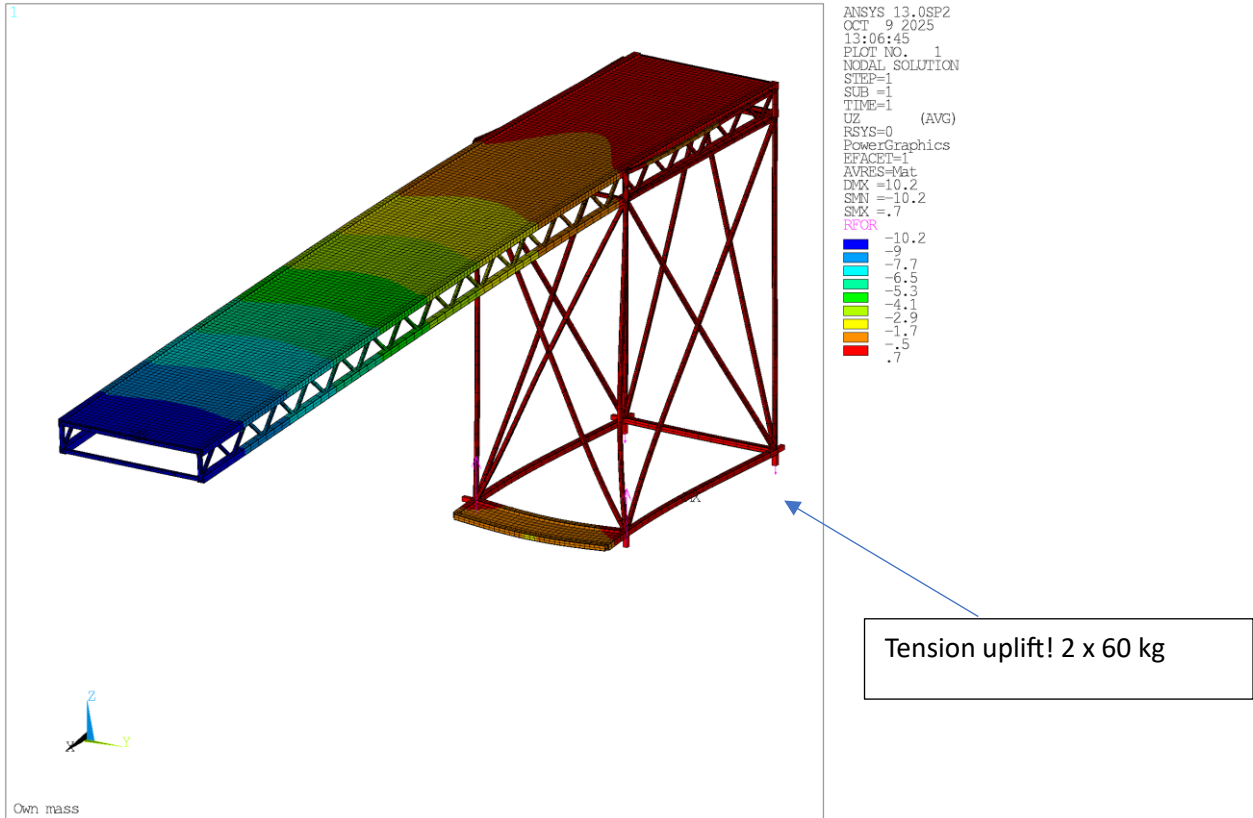 1
ANSYS 13.0SP2
OCT 9 2025
13:06:45
PLOT NO. 1
NODAL SOLUTION
STEP=1
SUB =1
TIME=1
UZ (AVG)
RSYS=0
PowerGraphics
EFACET=1
AVRES=Mat
DMX =10.2
SMN =-10.2
SMX =.7
RFOR
-10.2
-9
-7.7
-6.5
-5.3
-4.1
-2.9
-1.7
-.5
.7
Tension uplift! 2 x 60 kg
Z
X
Y
Own mass